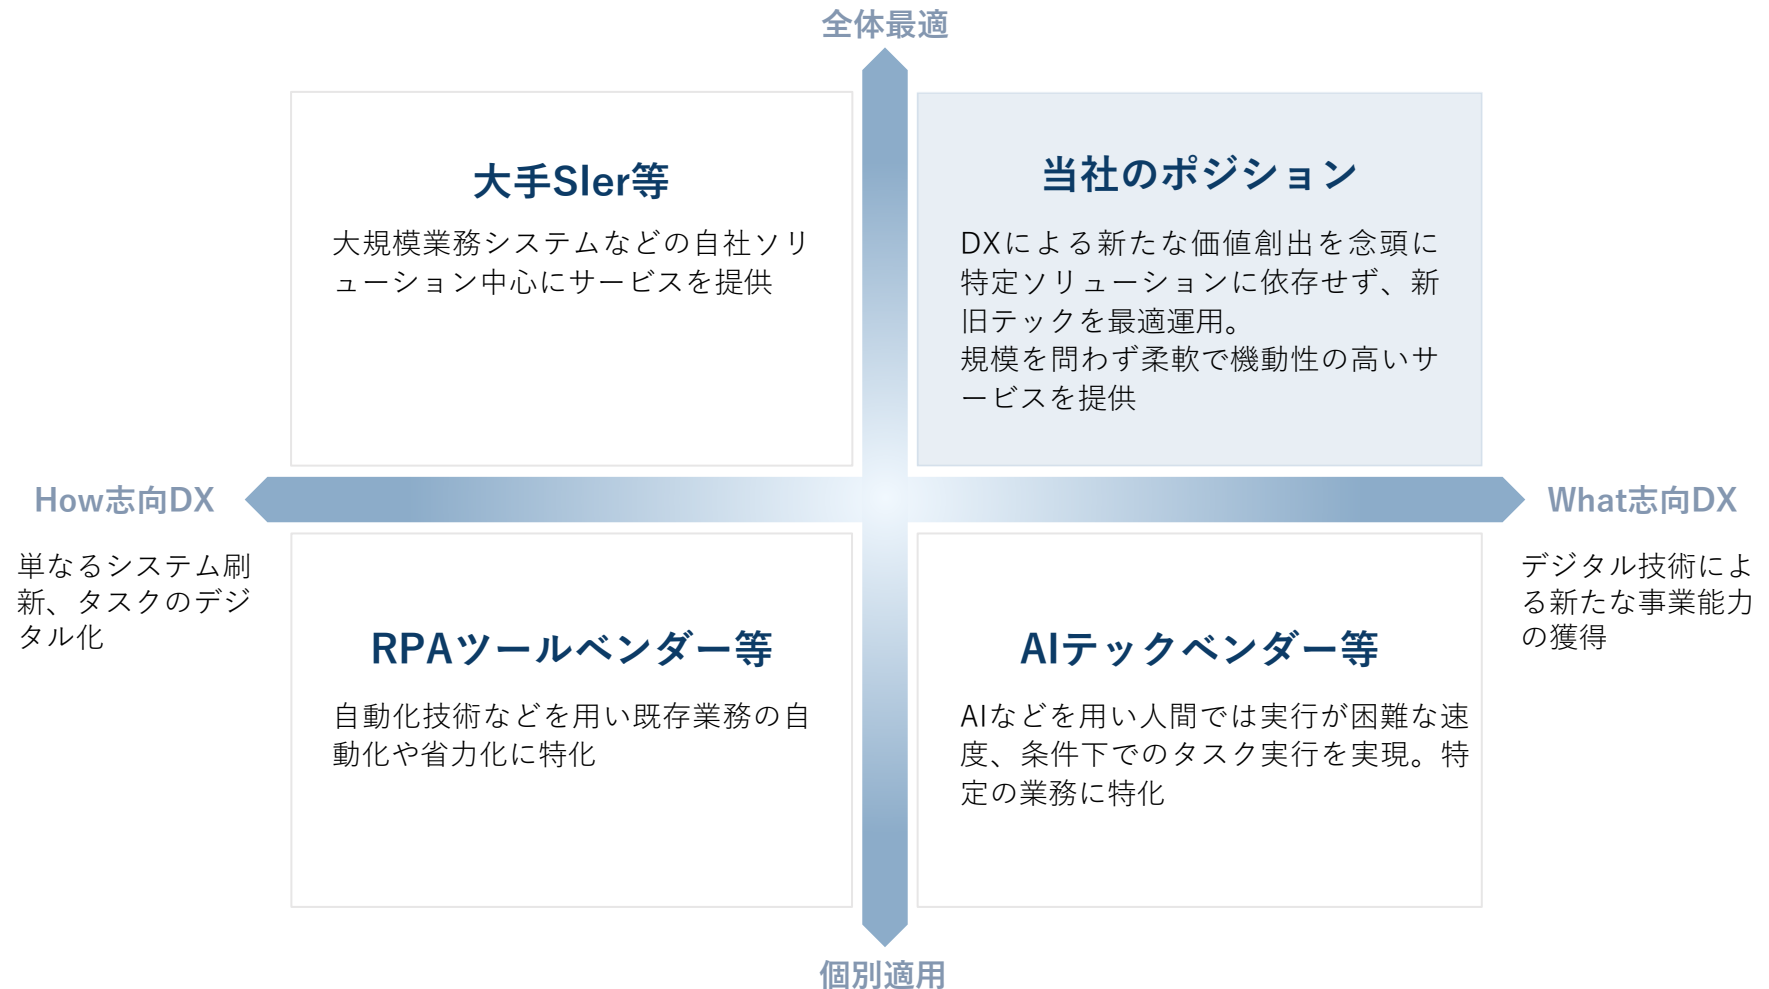 全体最適
大手SIer等
大規模業務システムなどの自社ソリ
ューション中心にサービスを提供
当社のポジション
DXによる新たな価値創出を念頭に
特定ソリューションに依存せず、新
旧テックを最適運用。
規模を問わず柔軟で機動性の高いサ
ービスを提供
How志向DX
単なるシステム刷
新、タスクのデジ
タル化
What志向DX
デジタル技術によ
る新たな事業能力
の獲得
RPAツールベンダー等
自動化技術などを用い既存業務の自
動化や省力化に特化
AIテックベンダー等
AIなどを用い人間では実行が困難な速
度、条件下でのタスク実行を実現。特
定の業務に特化
個別適用